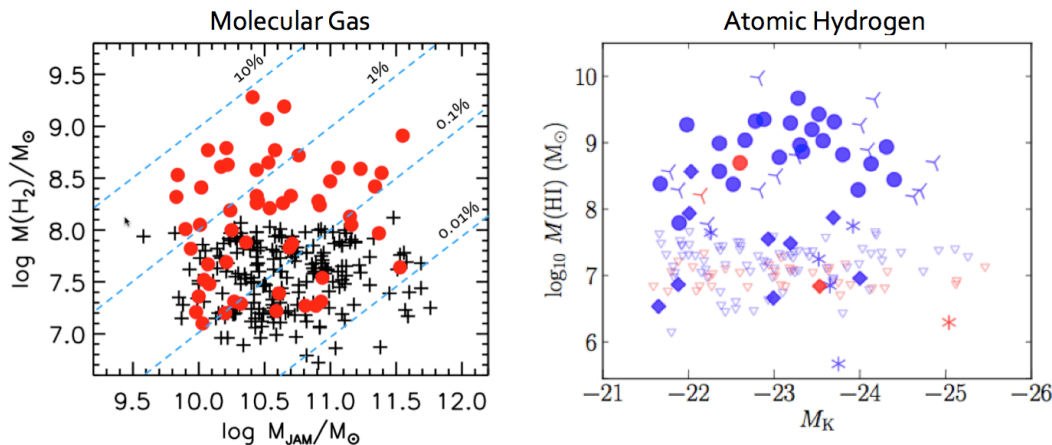 Molecular Gas
Atomic Hydrogen
log M(H₂)/M☉
9.5
9.0
8.5
8.0
7.5
7.0
10%
1%
0.1%
0.01%
9.5 10.0 10.5 11.0 11.5 12.0
log M_JAM/M☉
log₁₀ M(HI) (M☉)
10
9
8
7
6
−21 −22 −23 −24 −25 −26
M_K